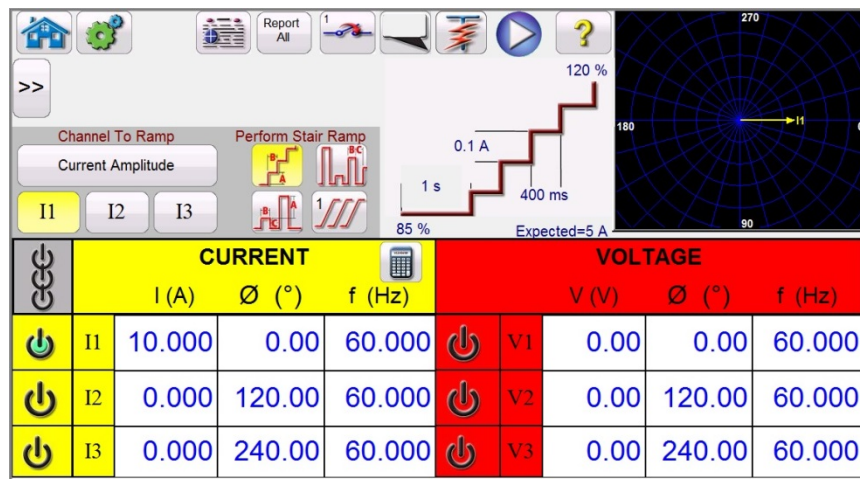 Report
All
1
?
>>
270
180
0
90
I1
Channel To Ramp
Current Amplitude
I1 I2 I3
Perform Stair Ramp
B
A
B C
B A
C
1
120 %
0.1 A
1 s
400 ms
85 %
Expected=5 A
CURRENT VOLTAGE
I (A) Ø (°) f (Hz) V (V) Ø (°) f (Hz)
I1 10.000 0.00 60.000 V1 0.00 0.00 60.000
I2 0.000 120.00 60.000 V2 0.00 120.00 60.000
I3 0.000 240.00 60.000 V3 0.00 240.00 60.000